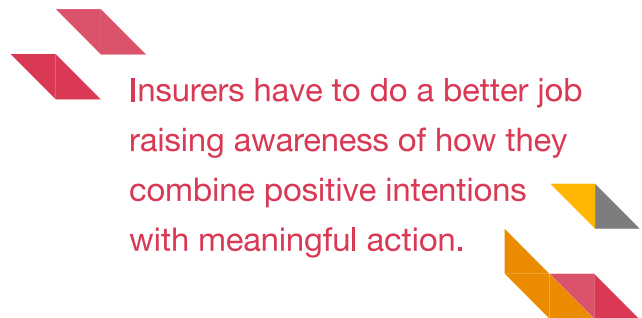 Insurers have to do a better job
raising awareness of how they
combine positive intentions
with meaningful action.